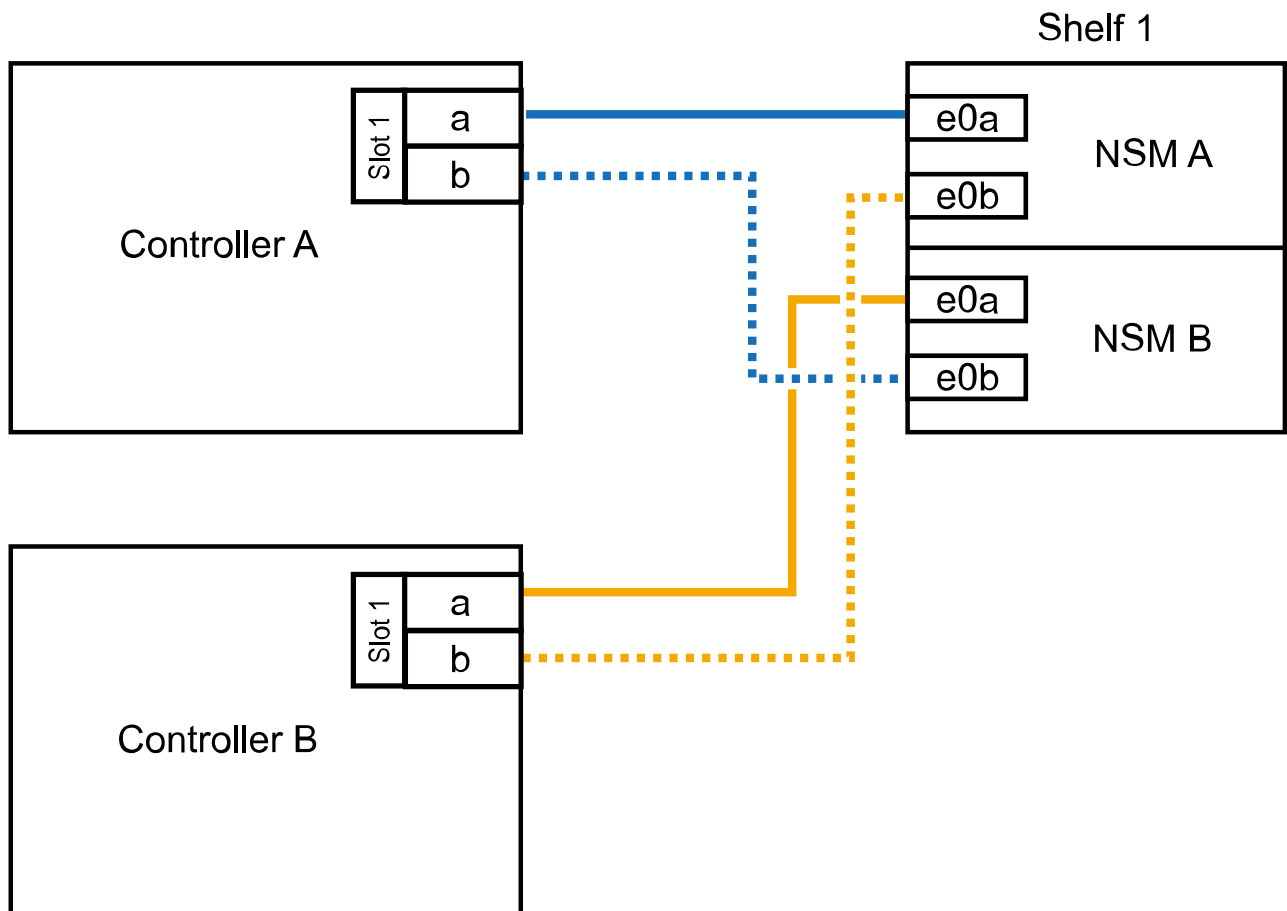 Shelf 1
Slot 1
a
b
Controller A
e0a
NSM A
e0b
e0a
NSM B
e0b
Slot 1
a
b
Controller B